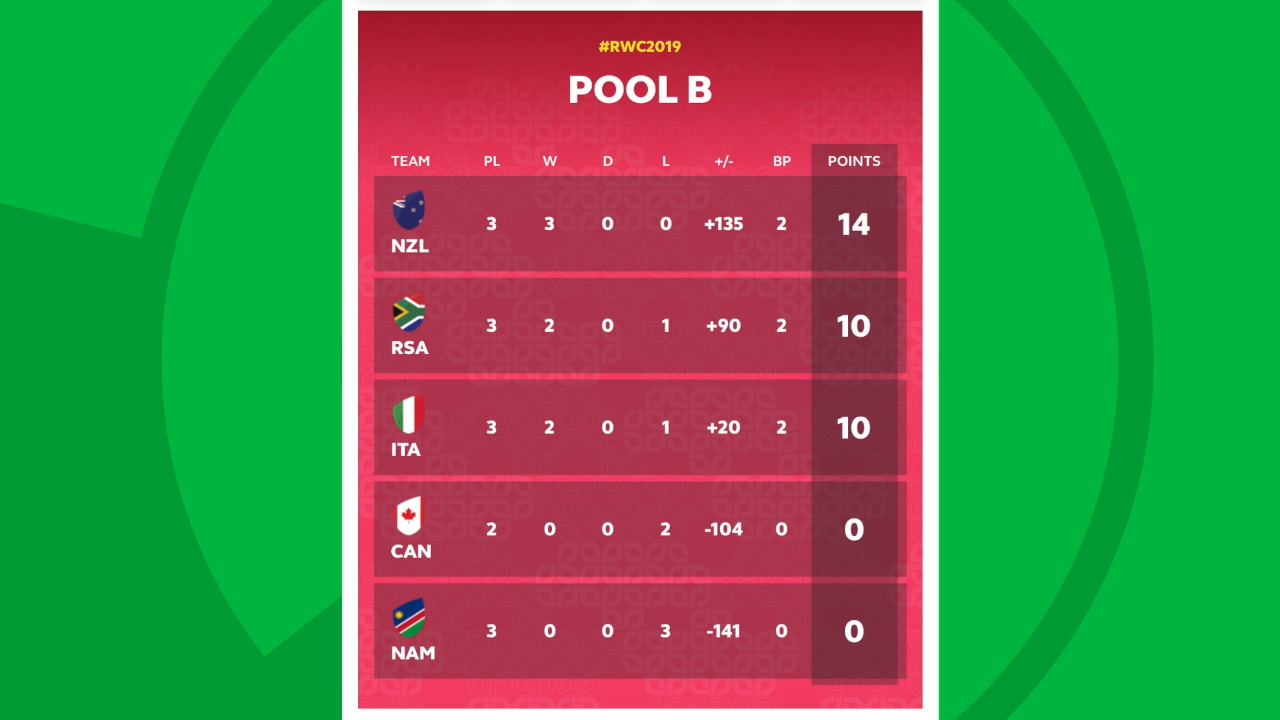 #RWC2019
POOL B
TEAM PL W D L +/- BP POINTS
NZL 3 3 0 0 +135 2 14
RSA 3 2 0 1 +90 2 10
ITA 3 2 0 1 +20 2 10
CAN 2 0 0 2 -104 0 0
NAM 3 0 0 3 -141 0 0